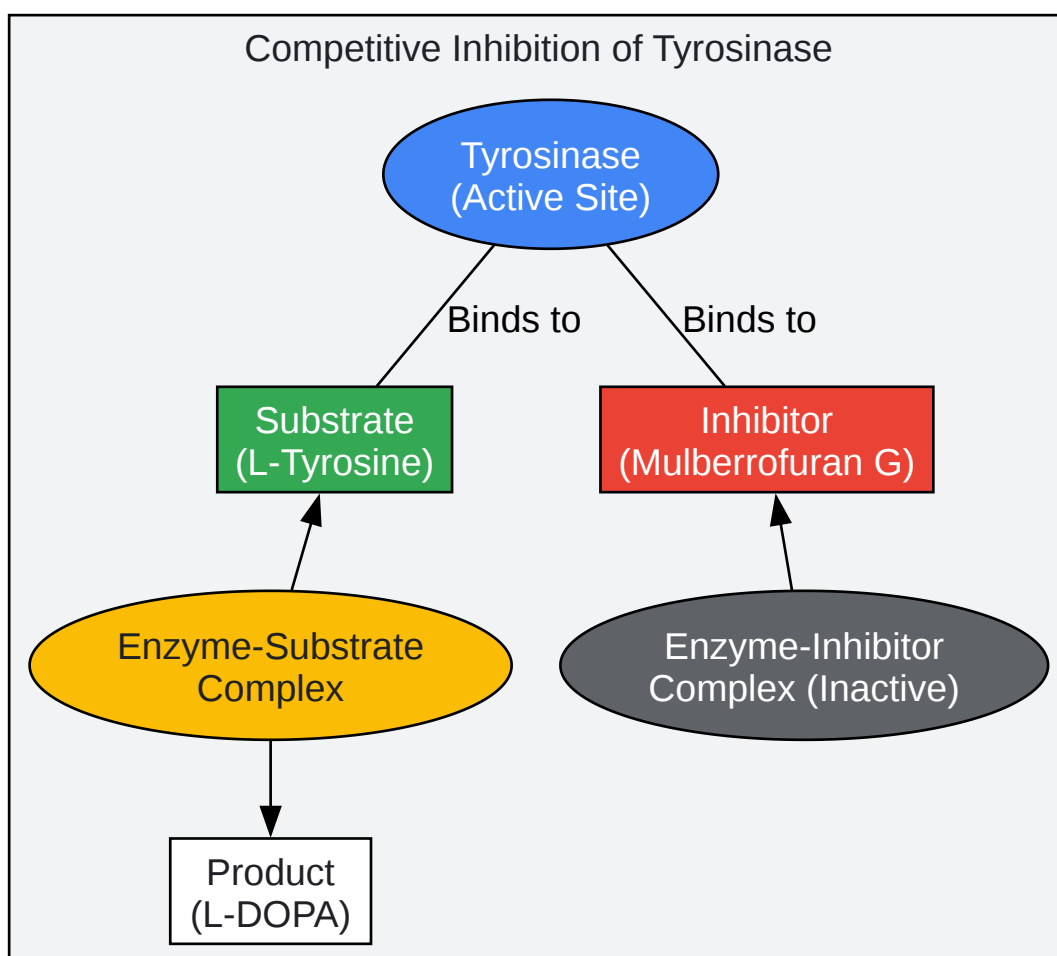 Competitive Inhibition of Tyrosinase
Tyrosinase
(Active Site)
Binds to
Binds to
Substrate
(L-Tyrosine)
Inhibitor
(Mulberrofuran G)
Enzyme-Substrate
Complex
Enzyme-Inhibitor
Complex (Inactive)
Product
(L-DOPA)